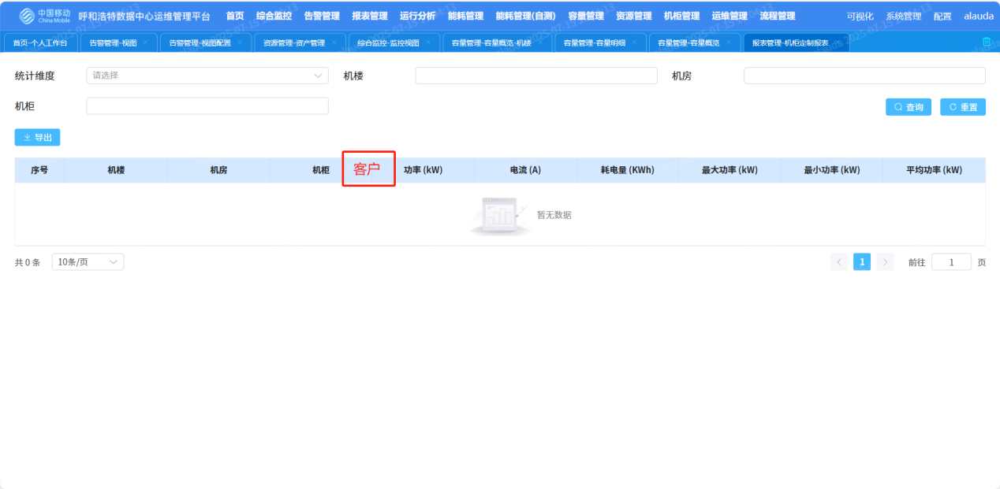 中国移动 China Mobile 呼和浩特数据中心运维管理平台 首页 综合监控 告警管理 报表管理 运行分析 能耗管理 能耗管理(自测) 容量管理 资源管理 机柜管理 运维管理 流程管理 可视化 系统管理 配置 alauda
首页-个人工作台 告警管理-视图 × 告警管理-视图配置 × 资源管理-资产管理 × 综合监控-监控视图 × 容量管理-容量概览-机楼 × 容量管理-容量明细 × 容量管理-容量概览 × 报表管理-机柜定制报表 ×
统计维度 请选择 机楼 机房
机柜 查询 重置
导出
序号 机楼 机房 机柜 客户 功率 (kW) 电流 (A) 耗电量 (KWh) 最大功率 (kW) 最小功率 (kW) 平均功率 (kW)
暂无数据
共 0 条 10条/页 < 1 > 前往 1 页